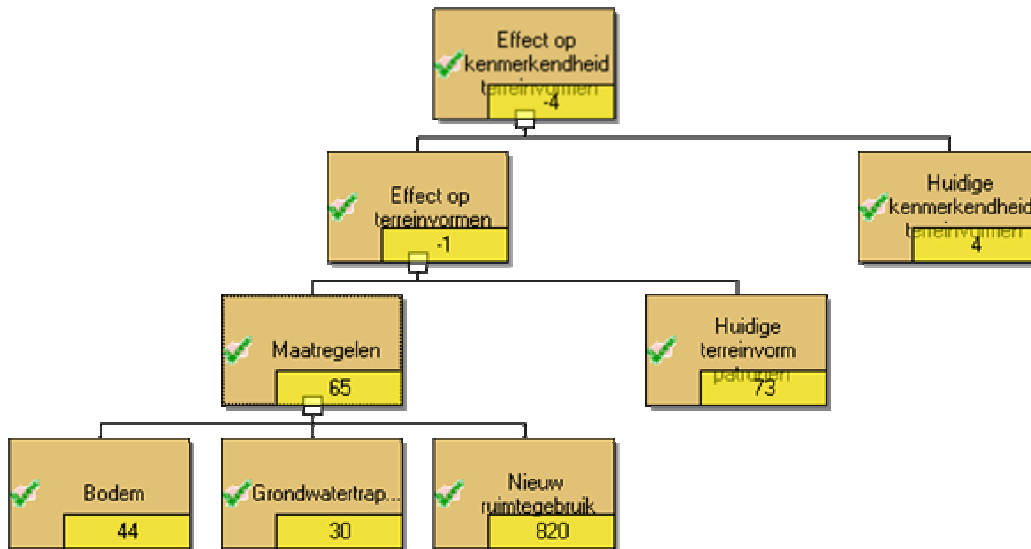 Effect op
kenmerkendheid
terreinvormen
-4
Effect op
terreinvormen
-1
Huidige
kenmerkendheid
terreinvormen
4
Maatregelen
65
Huidige
terreinvorm
patronen
73
Bodem
44
Grondwatertrap...
30
Nieuw
ruimtegebruik
820